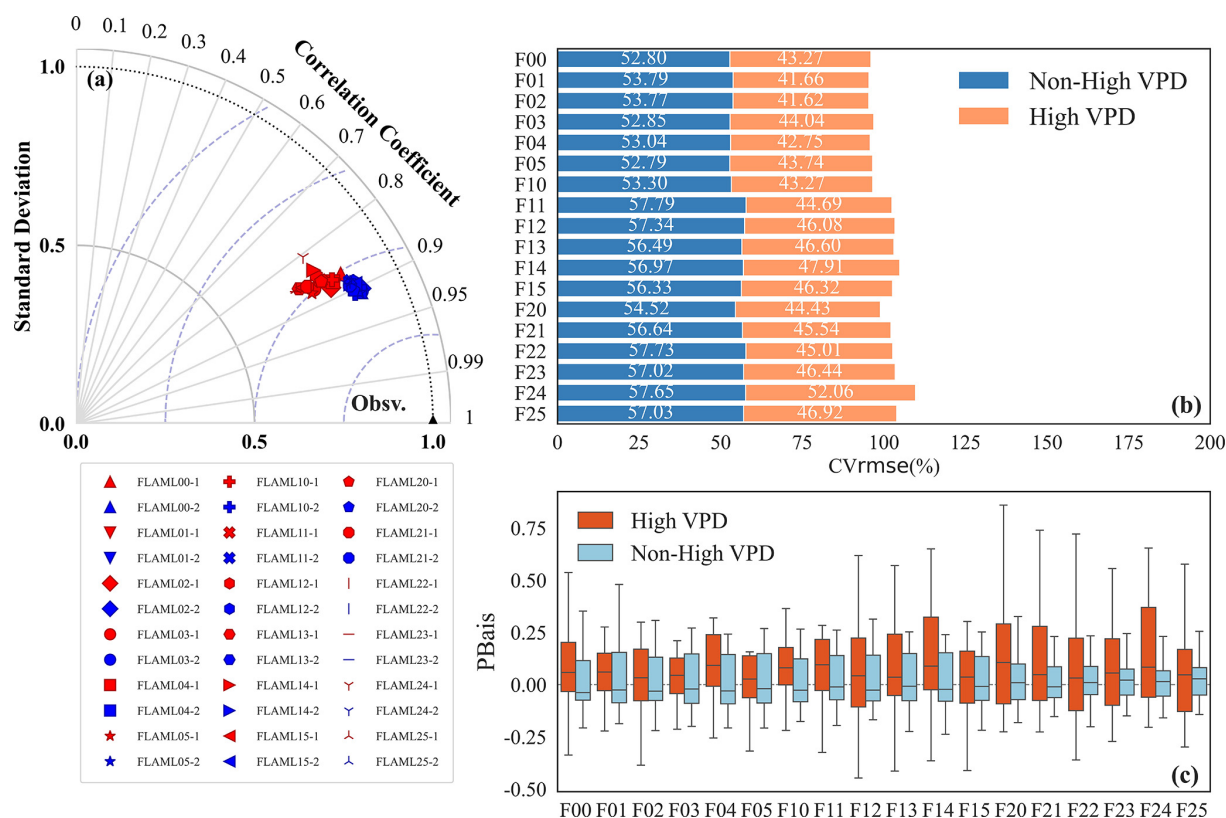 0 0.1 0.2 0.3 0.4 0.5 0.6 0.7 0.8 0.9 0.95 0.99 1
Correlation Coefficient
(a)
Standard Deviation
1.0
0.5
0.0
Obsv.
0.0 0.5 1.0
FLAML00-1 FLAML10-1 FLAML20-1
FLAML00-2 FLAML10-2 FLAML20-2
FLAML01-1 FLAML11-1 FLAML21-1
FLAML01-2 FLAML11-2 FLAML21-2
FLAML02-1 FLAML12-1 FLAML22-1
FLAML02-2 FLAML12-2 FLAML22-2
FLAML03-1 FLAML13-1 FLAML23-1
FLAML03-2 FLAML13-2 FLAML23-2
FLAML04-1 FLAML14-1 FLAML24-1
FLAML04-2 FLAML14-2 FLAML24-2
FLAML05-1 FLAML15-1 FLAML25-1
FLAML05-2 FLAML15-2 FLAML25-2
F00 52.80 43.27
F01 53.79 41.66
F02 53.77 41.62
F03 52.85 44.04
F04 53.04 42.75
F05 52.79 43.74
F10 53.30 43.27
F11 57.79 44.69
F12 57.34 46.08
F13 56.49 46.60
F14 56.97 47.91
F15 56.33 46.32
F20 54.52 44.43
F21 56.64 45.54
F22 57.73 45.01
F23 57.02 46.44
F24 57.65 52.06
F25 57.03 46.92
Non-High VPD
High VPD
(b)
0 25 50 75 100 125 150 175 200
CVrmse(%)
High VPD
Non-High VPD
PBais
0.75
0.50
0.25
0.00
-0.25
-0.50
(c)
F00 F01 F02 F03 F04 F05 F10 F11 F12 F13 F14 F15 F20 F21 F22 F23 F24 F25